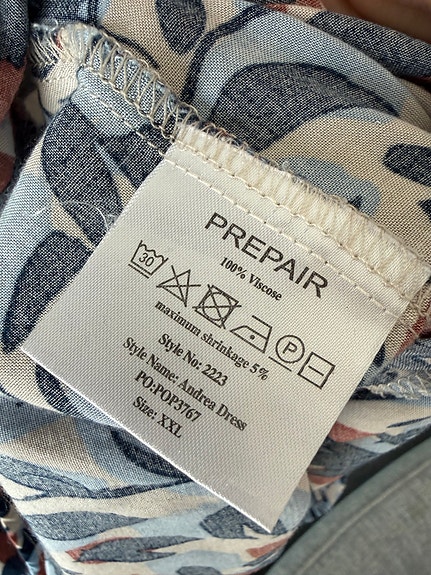 PREPAIR
100% Viscose
30 P
maximum shrinkage 5%
Style No: 2223
Style Name: Andrea Dress
PO:POP3767
Size: XXL